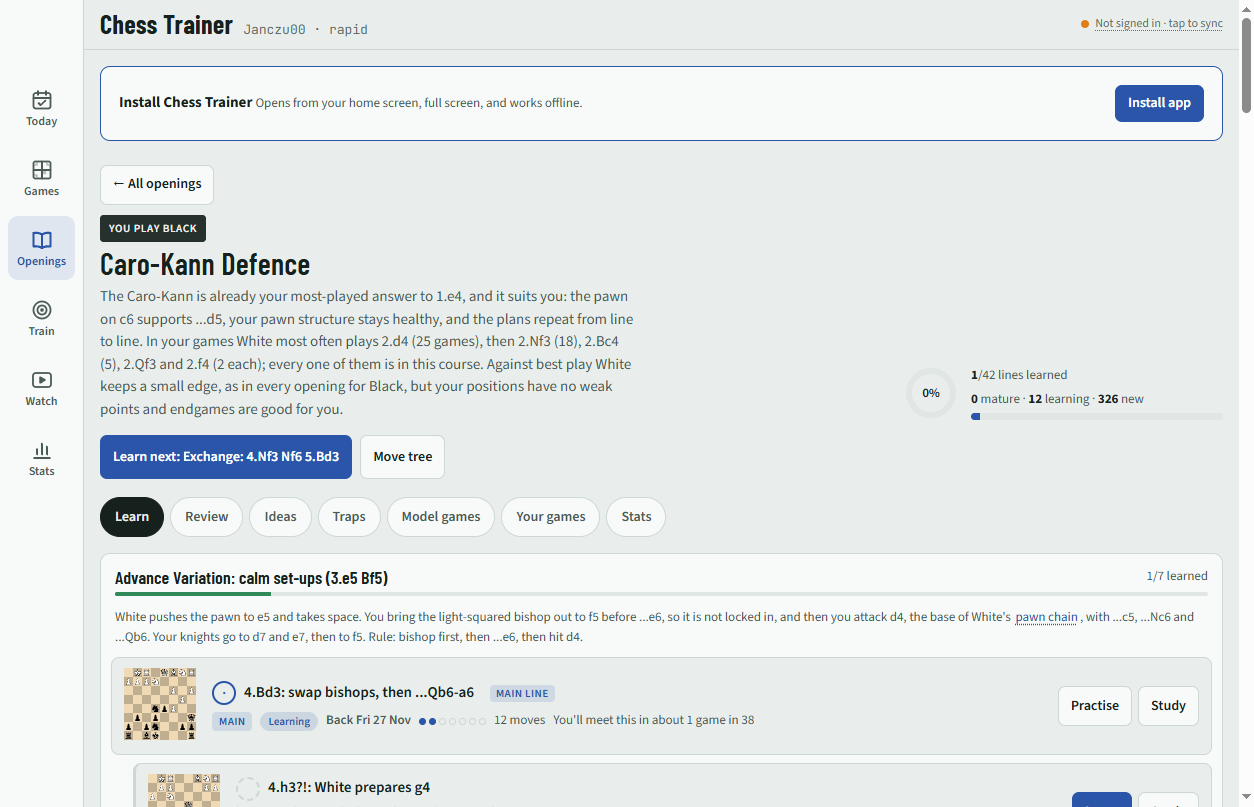 Chess Trainer Janczu00 · rapid
Not signed in · tap to sync
Install Chess Trainer Opens from your home screen, full screen, and works offline.
Install app
Today
Games
Openings
Train
Watch
Stats
← All openings
YOU PLAY BLACK
Caro-Kann Defence
The Caro-Kann is already your most-played answer to 1.e4, and it suits you: the pawn
on c6 supports ...d5, your pawn structure stays healthy, and the plans repeat from line
to line. In your games White most often plays 2.d4 (25 games), then 2.Nf3 (18), 2.Bc4
(5), 2.Qf3 and 2.f4 (2 each); every one of them is in this course. Against best play White
keeps a small edge, as in every opening for Black, but your positions have no weak
points and endgames are good for you.
0%
1/42 lines learned
0 mature · 12 learning · 326 new
Learn next: Exchange: 4.Nf3 Nf6 5.Bd3
Move tree
Learn
Review
Ideas
Traps
Model games
Your games
Stats
Advance Variation: calm set-ups (3.e5 Bf5)
1/7 learned
White pushes the pawn to e5 and takes space. You bring the light-squared bishop out to f5 before ...e6, so it is not locked in, and then you attack d4, the base of White's pawn chain , with ...c5, ...Nc6 and
...Qb6. Your knights go to d7 and e7, then to f5. Rule: bishop first, then ...e6, then hit d4.
4.Bd3: swap bishops, then ...Qb6-a6 MAIN LINE
MAIN Learning Back Fri 27 Nov 12 moves You'll meet this in about 1 game in 38
Practise
Study
4.h3?!: White prepares g4